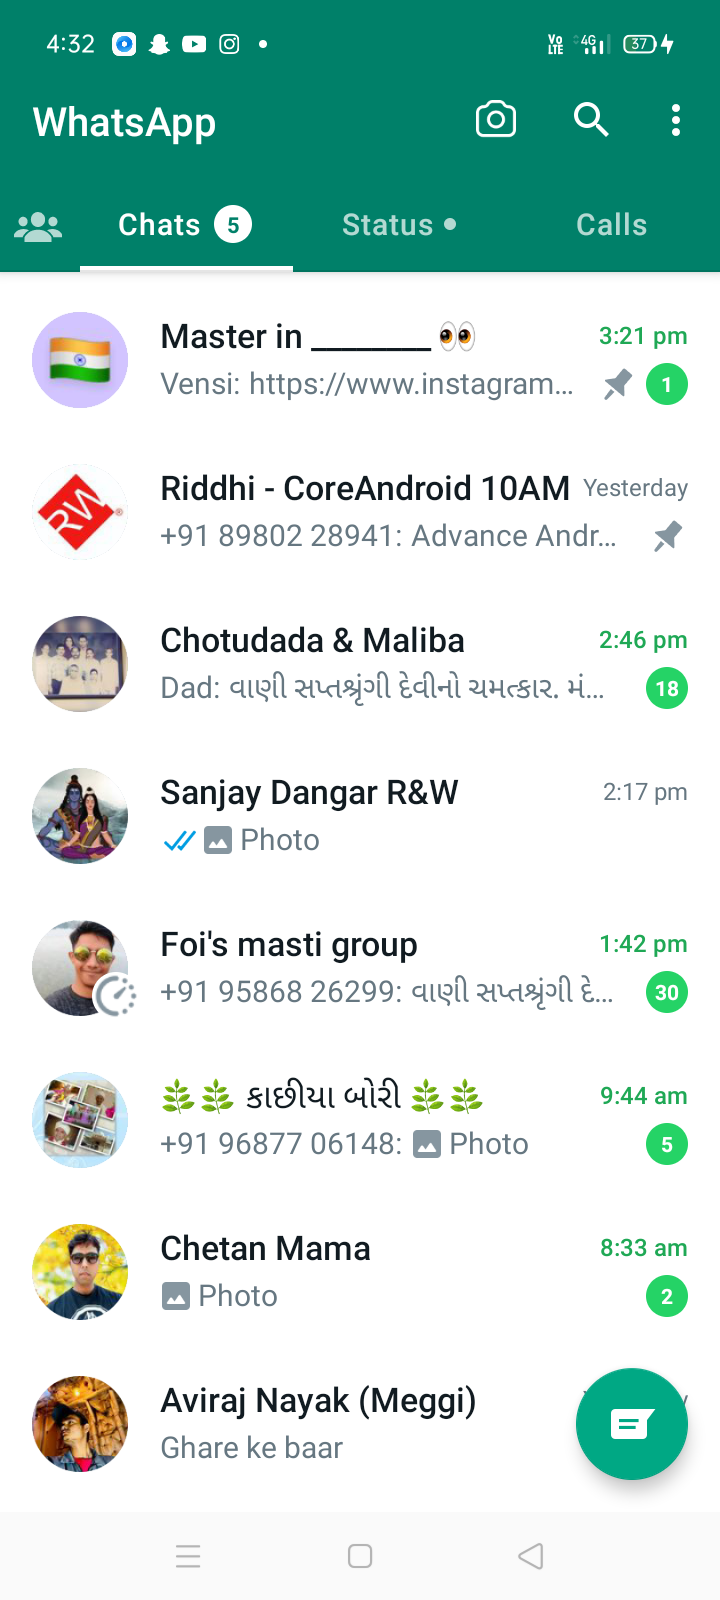 4:32 Vo LTE 4G 37
WhatsApp
Chats 5 Status Calls
Master in ________ 👀 3:21 pm
Vensi: https://www.instagram... 1
RW ®
Riddhi - CoreAndroid 10AM Yesterday
+91 89802 28941: Advance Andr...
Chotudada & Maliba 2:46 pm
Dad: વાણી સપ્તશ્રૃંગી દેવીનો ચમત્કાર. મં... 18
Sanjay Dangar R&W 2:17 pm
Photo
Foi's masti group 1:42 pm
+91 95868 26299: વાણી સપ્તશ્રૃંગી દે... 30
🌿🌿 કાછીયા બોરી 🌿🌿 9:44 am
+91 96877 06148: Photo 5
Chetan Mama 8:33 am
Photo 2
Aviraj Nayak (Meggi)
Ghare ke baar